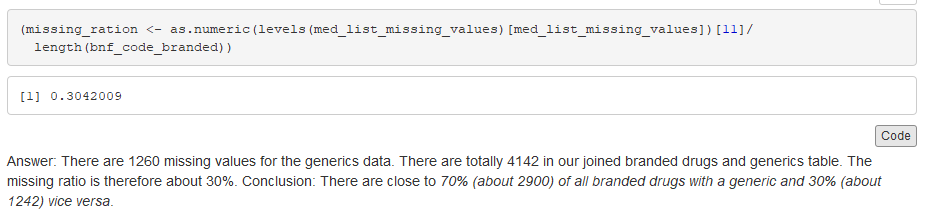 (missing_ration <- as.numeric(levels(med_list_missing_values)[med_list_missing_values])[11]/
length(bnf_code_branded))
[1] 0.3042009
Code
Answer: There are 1260 missing values for the generics data. There are totally 4142 in our joined branded drugs and generics table. The
missing ratio is therefore about 30%. Conclusion: There are close to 70% (about 2900) of all branded drugs with a generic and 30% (about
1242) vice versa.